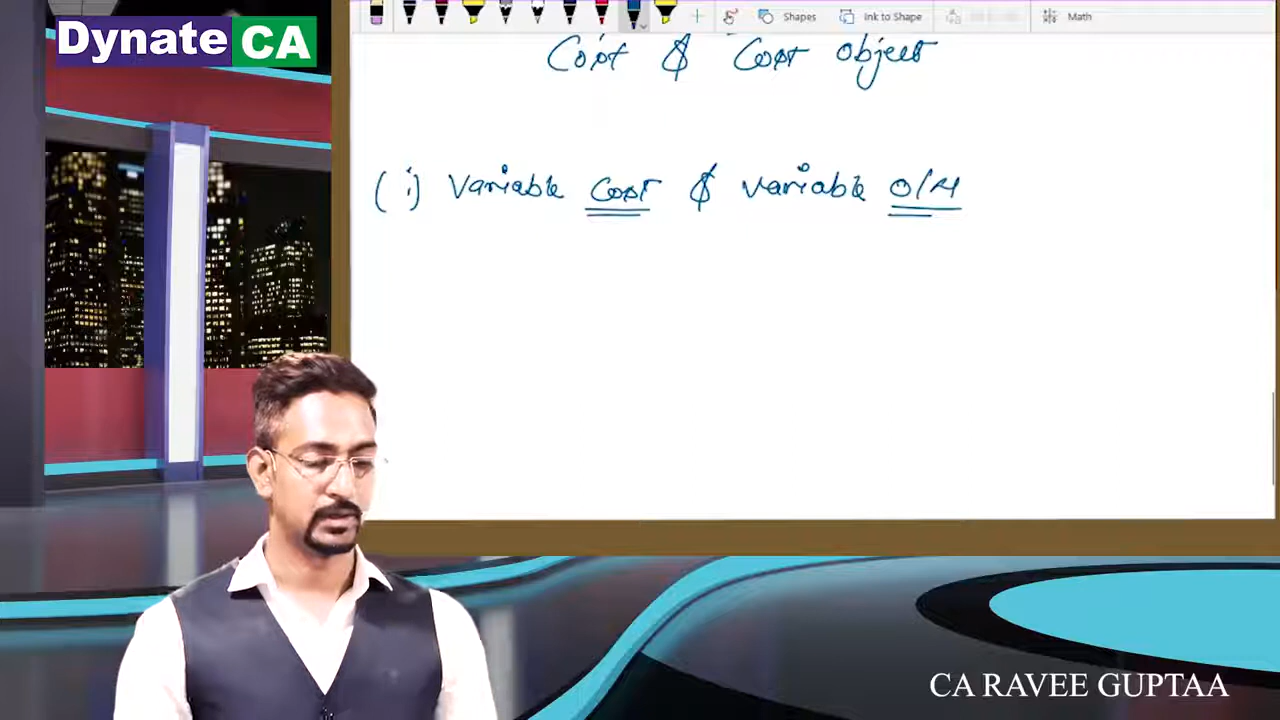 Dynate CA
Shapes
Ink to Shape
Math
Cost & Cost object
(i) Variable Cost & Variable O/H
CA RAVEE GUPTAA